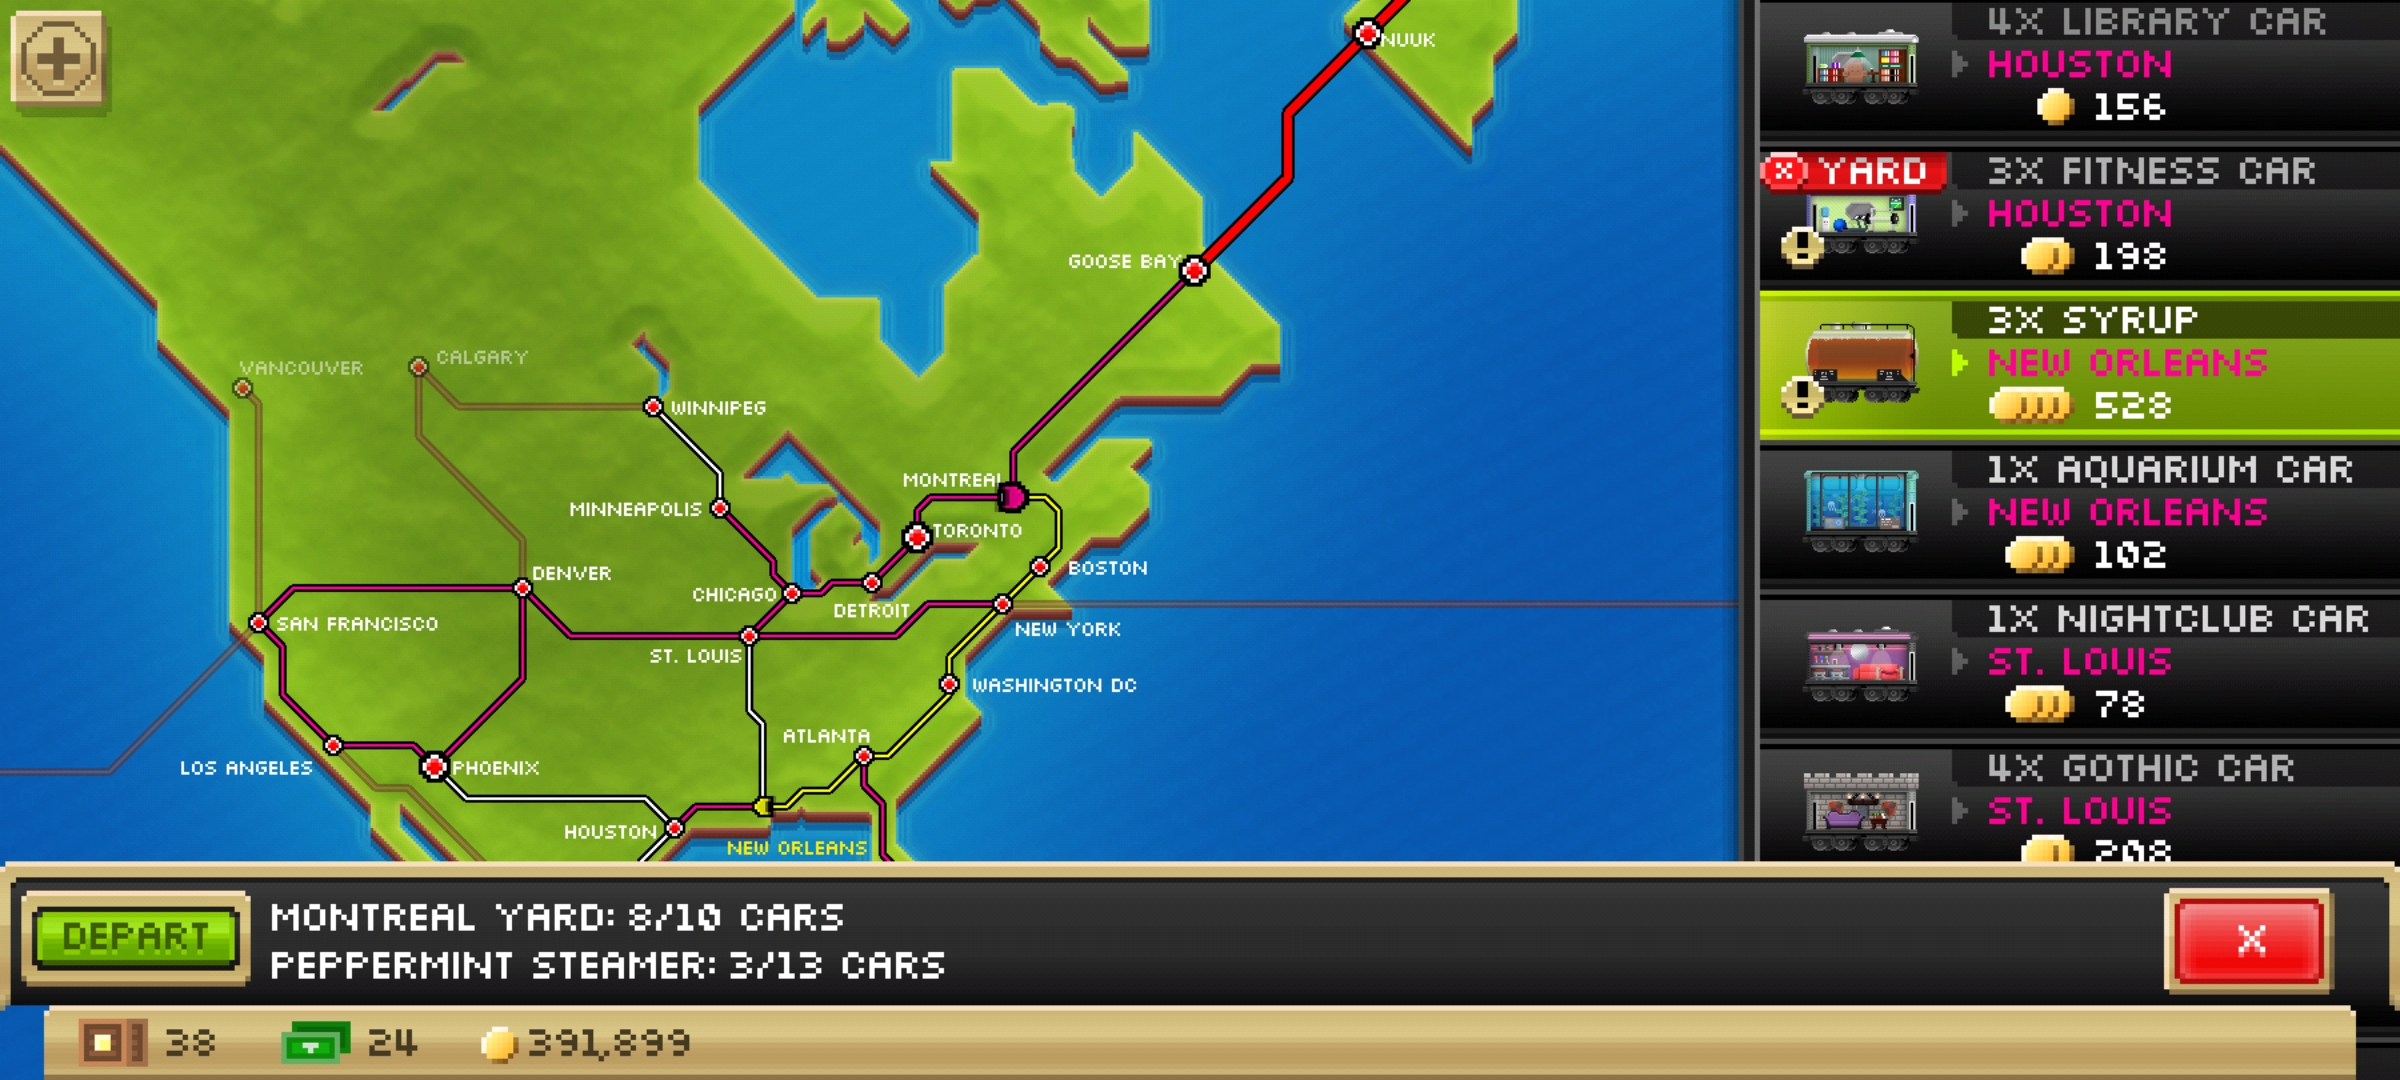 NUUK
GOOSE BAY
VANCOUVER
CALGARY
WINNIPEG
MONTREAL
MINNEAPOLIS
TORONTO
BOSTON
DENVER
CHICAGO
DETROIT
SAN FRANCISCO
NEW YORK
ST. LOUIS
WASHINGTON DC
ATLANTA
LOS ANGELES
PHOENIX
HOUSTON
NEW ORLEANS
4X LIBRARY CAR
HOUSTON
156
YARD
3X FITNESS CAR
HOUSTON
198
3X SYRUP
NEW ORLEANS
528
1X AQUARIUM CAR
NEW ORLEANS
102
1X NIGHTCLUB CAR
ST. LOUIS
78
4X GOTHIC CAR
ST. LOUIS
208
DEPART
MONTREAL YARD: 8/10 CARS
PEPPERMINT STEAMER: 3/13 CARS
X
38
24
391,899